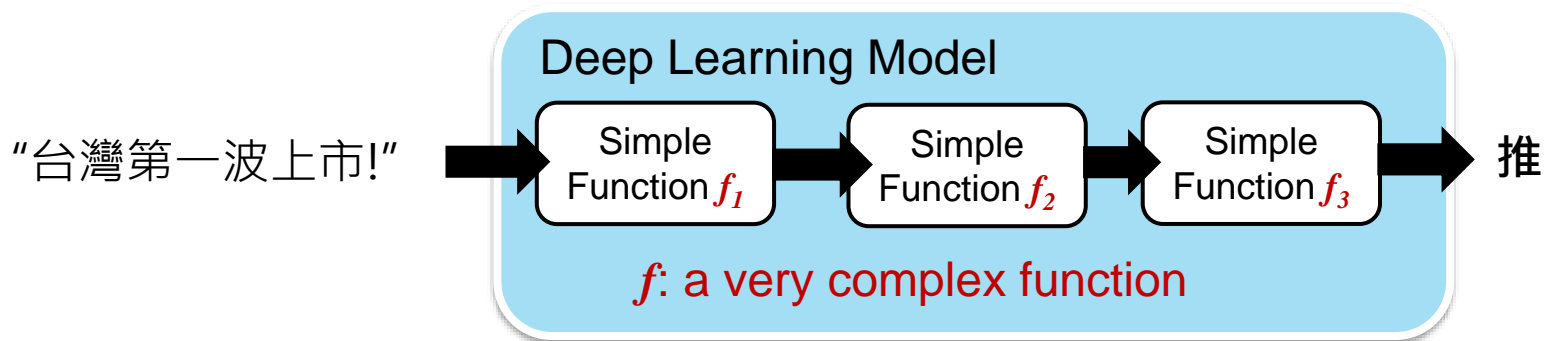 Deep Learning Model
“台灣第一波上市!”
Simple
Function f1
Simple
Function f2
Simple
Function f3
推
f: a very complex function